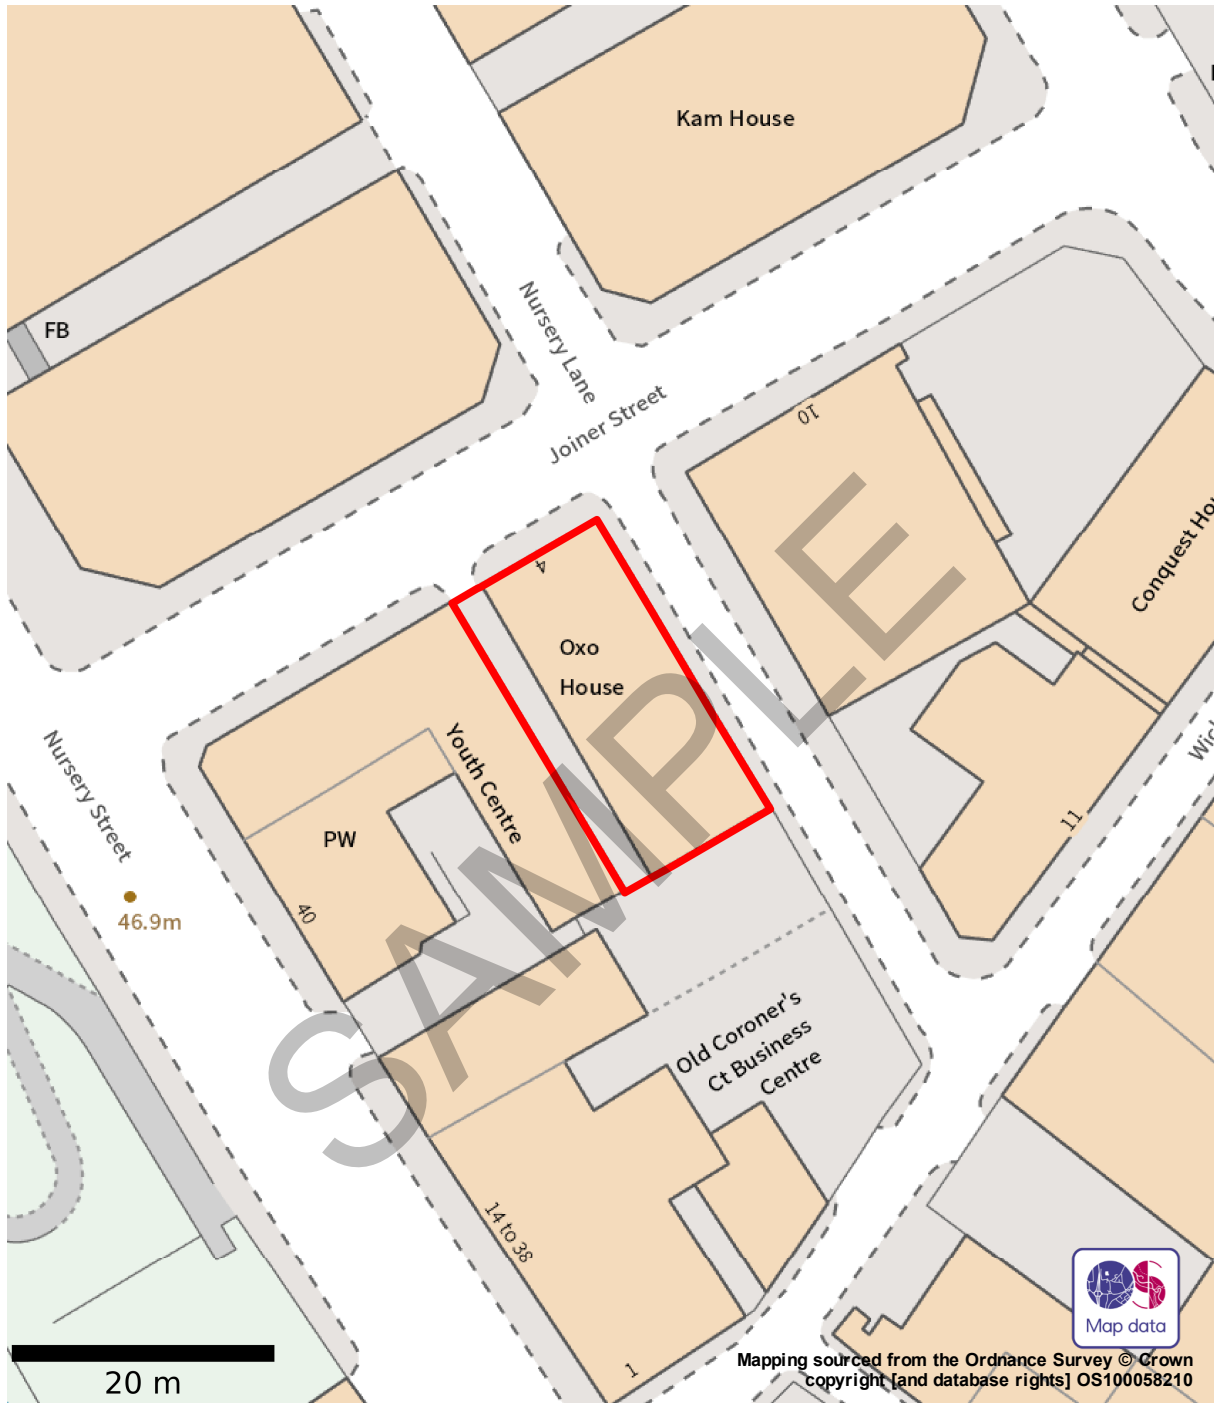 Kam House
FB
Nursery Lane
Joiner Street
10
Conquest Ho
4
Oxo
House
Youth Centre
Nursery Street
PW
40
46.9m
11
Wic
SAMPLE
Old Coroner's
Ct Business
Centre
14 to 38
1
20 m
OS
Map data
Mapping sourced from the Ordnance Survey © Crown
copyright [and database rights] OS100058210